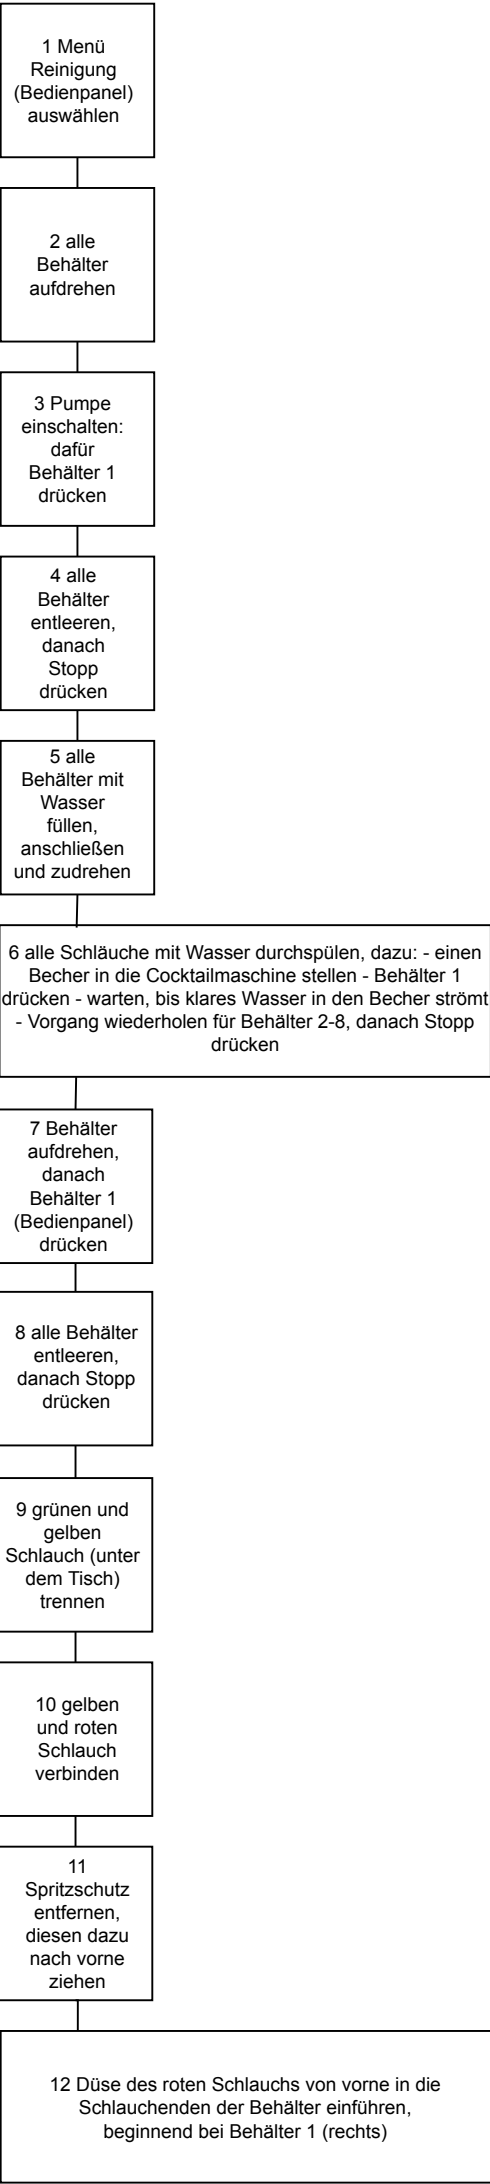 1 Menü
Reinigung
(Bedienpanel)
auswählen
2 alle
Behälter
aufdrehen
3 Pumpe
einschalten:
dafür
Behälter 1
drücken
4 alle
Behälter
entleeren,
danach
Stopp
drücken
5 alle
Behälter mit
Wasser
füllen,
anschließen
und zudrehen
6 alle Schläuche mit Wasser durchspülen, dazu: - einen
Becher in die Cocktailmaschine stellen - Behälter 1
drücken - warten, bis klares Wasser in den Becher strömt
- Vorgang wiederholen für Behälter 2-8, danach Stopp
drücken
7 Behälter
aufdrehen,
danach
Behälter 1
(Bedienpanel)
drücken
8 alle Behälter
entleeren,
danach Stopp
drücken
9 grünen und
gelben
Schlauch (unter
dem Tisch)
trennen
10 gelben
und roten
Schlauch
verbinden
11
Spritzschutz
entfernen,
diesen dazu
nach vorne
ziehen
12 Düse des roten Schlauchs von vorne in die
Schlauchenden der Behälter einführen,
beginnend bei Behälter 1 (rechts)